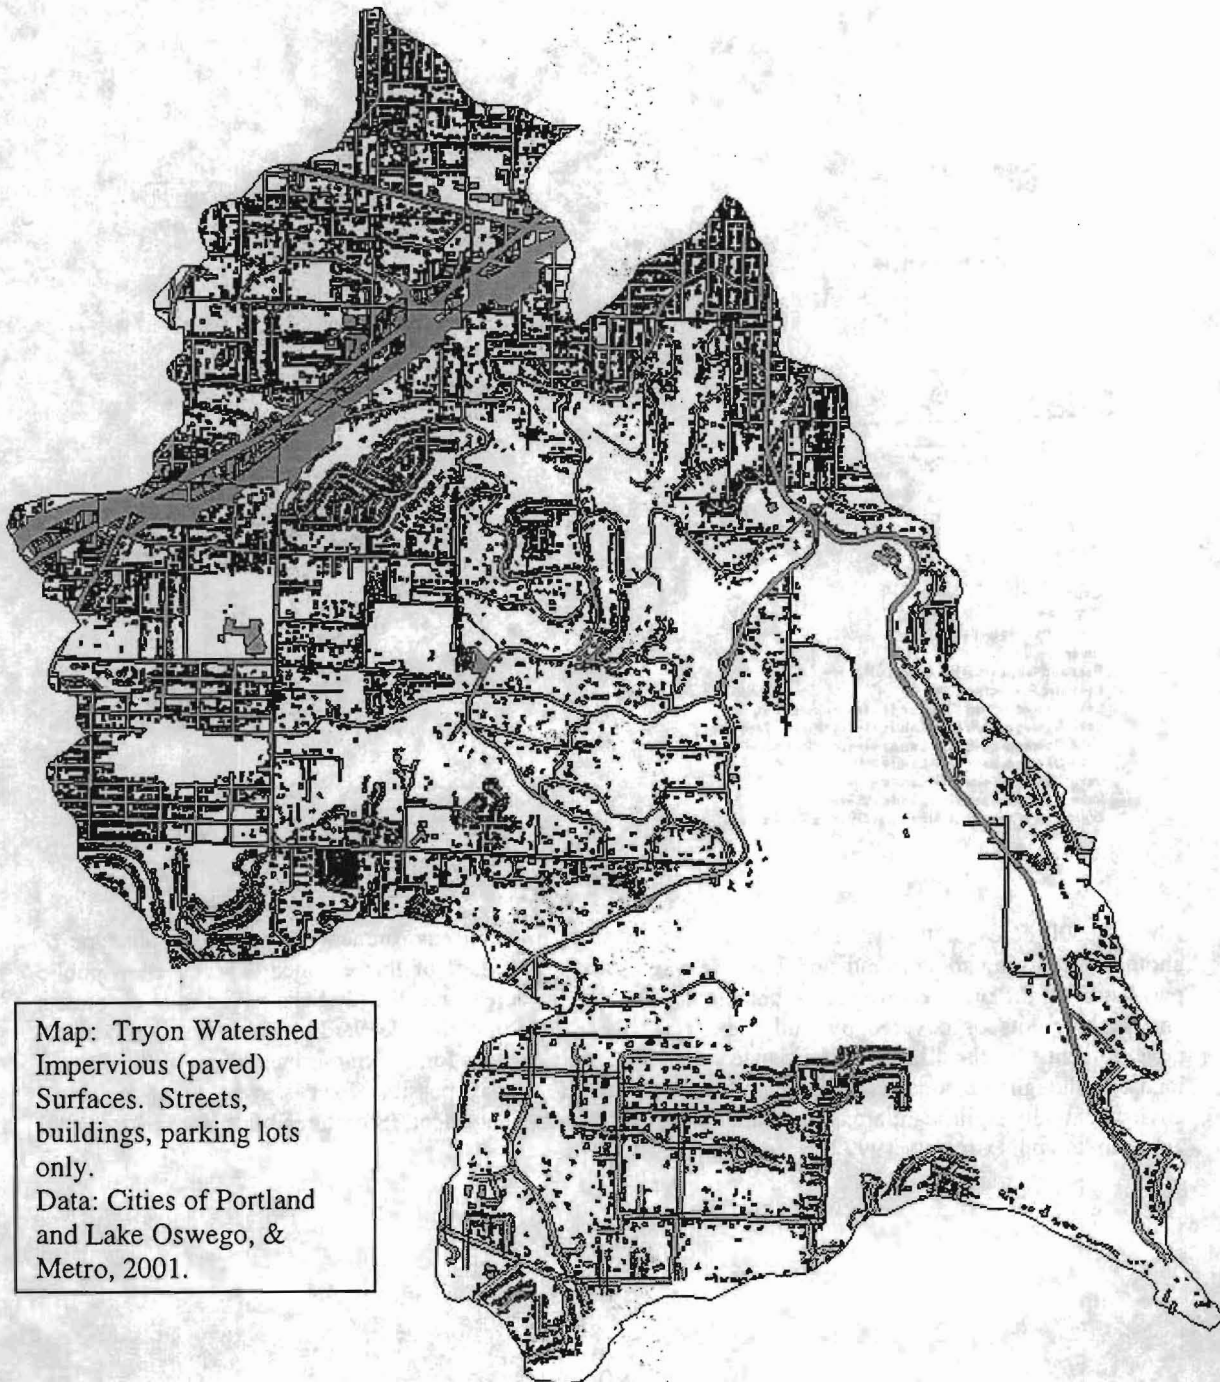 Map: Tryon Watershed
Impervious (paved)
Surfaces. Streets,
buildings, parking lots
only.
Data: Cities of Portland
and Lake Oswego, &
Metro, 2001.